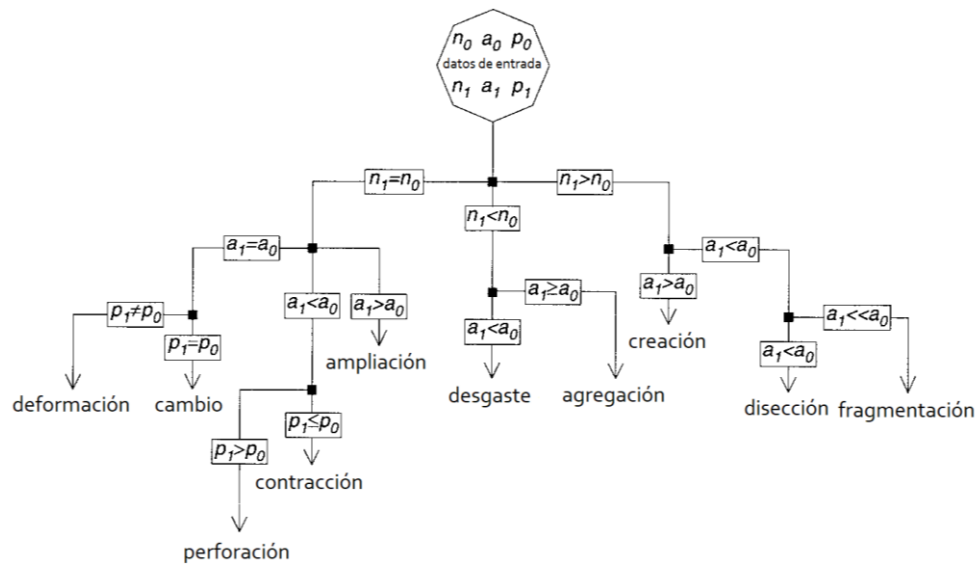 n₀ a₀ p₀
datos de entrada
n₁ a₁ p₁
n₁=n₀
n₁>n₀
n₁<n₀
a₁=a₀
a₁<a₀
a₁<a₀
a₁>a₀
a₁≥a₀
a₁>a₀
p₁≠p₀
a₁<<a₀
p₁=p₀
a₁<a₀
a₁<a₀
creación
ampliación
deformación
cambio
desgaste
agregación
disección
fragmentación
p₁≤p₀
p₁>p₀
contracción
perforación